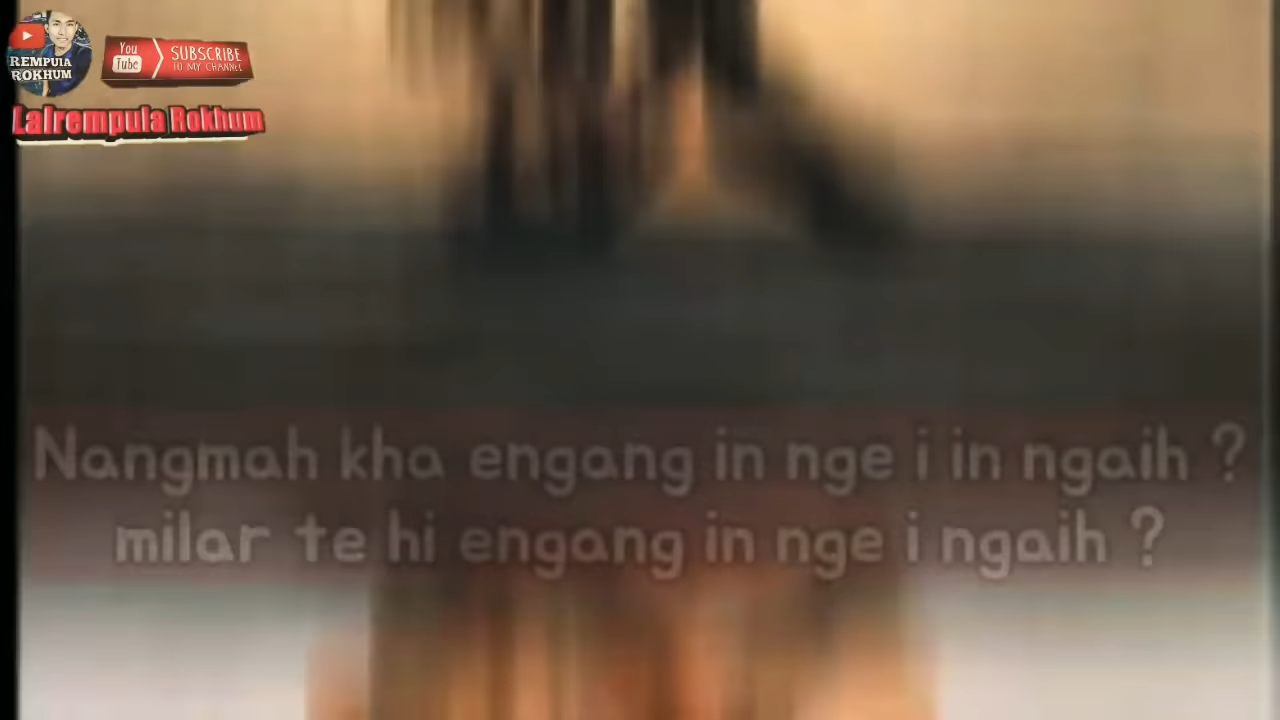 REMPUIA
ROKHUM
You
Tube
SUBSCRIBE
TO MY CHANNEL
Lalrempuia Rokhum
Nangmah kha engang in nge i in ngaih ?
milar te hi engang in nge i ngaih ?